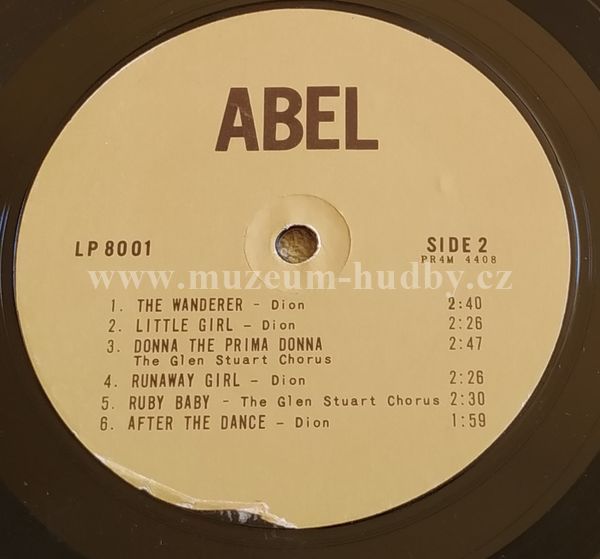 ABEL
LP 8001
SIDE 2
PR4M 4408
www.muzeum-hudby.cz
1. THE WANDERER - Dion 2:40
2. LITTLE GIRL - Dion 2:26
3. DONNA THE PRIMA DONNA 2:47
The Glen Stuart Chorus
4. RUNAWAY GIRL - Dion 2:26
5. RUBY BABY - The Glen Stuart Chorus 2:30
6. AFTER THE DANCE - Dion 1:59